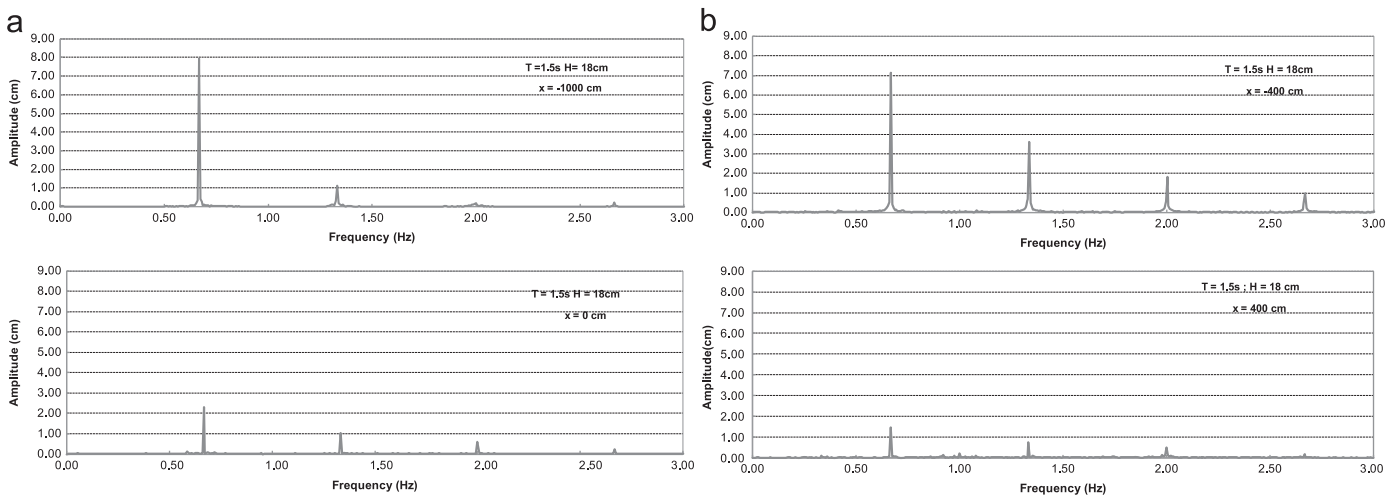 a
9.00
8.00
7.00
6.00
5.00
4.00
3.00
2.00
1.00
0.00
Amplitude (cm)
T =1.5s H= 18cm
x = -1000 cm
0.00 0.50 1.00 1.50 2.00 2.50 3.00
Frequency (Hz)
b
9.00
8.00
7.00
6.00
5.00
4.00
3.00
2.00
1.00
0.00
Amplitude (cm)
T = 1.5s H = 18cm
x = -400 cm
0.00 0.50 1.00 1.50 2.00 2.50 3.00
Frequency (Hz)
9.00
8.00
7.00
6.00
5.00
4.00
3.00
2.00
1.00
0.00
Amplitude (cm)
T = 1.5s H = 18cm
x = 0 cm
0.00 0.50 1.00 1.50 2.00 2.50 3.00
Frequency (Hz)
9.00
8.00
7.00
6.00
5.00
4.00
3.00
2.00
1.00
0.00
Amplitude(cm)
T = 1.5s ; H = 18 cm
x = 400 cm
0.00 0.50 1.00 1.50 2.00 2.50 3.00
Frequency (Hz)